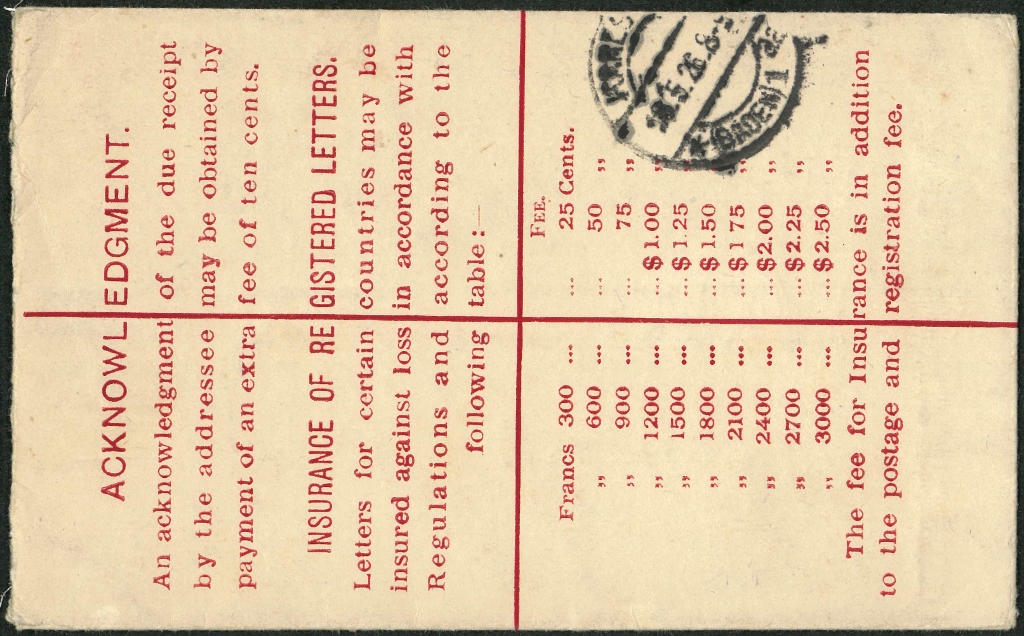 ACKNOWLEDGMENT.
An acknowledgment of the due receipt
by the addressee may be obtained by
payment of an extra fee of ten cents.
INSURANCE OF REGISTERED LETTERS.
Letters for certain countries may be
insured against loss in accordance with
Regulations and according to the
following table:—
FEE.
Francs 300 ... ... 25 Cents.
„ 600 ... ... 50 „
„ 900 ... ... 75 „
„ 1200 ... ... $1.00 „
„ 1500 ... ... $1.25 „
„ 1800 ... ... $1.50 „
„ 2100 ... ... $1 75 „
„ 2400 ... ... $2.00 „
„ 2700 ... ... $2.25 „
„ 3000 ... ... $2.50 „
The fee for Insurance is in addition
to the postage and registration fee.
5.26.8-